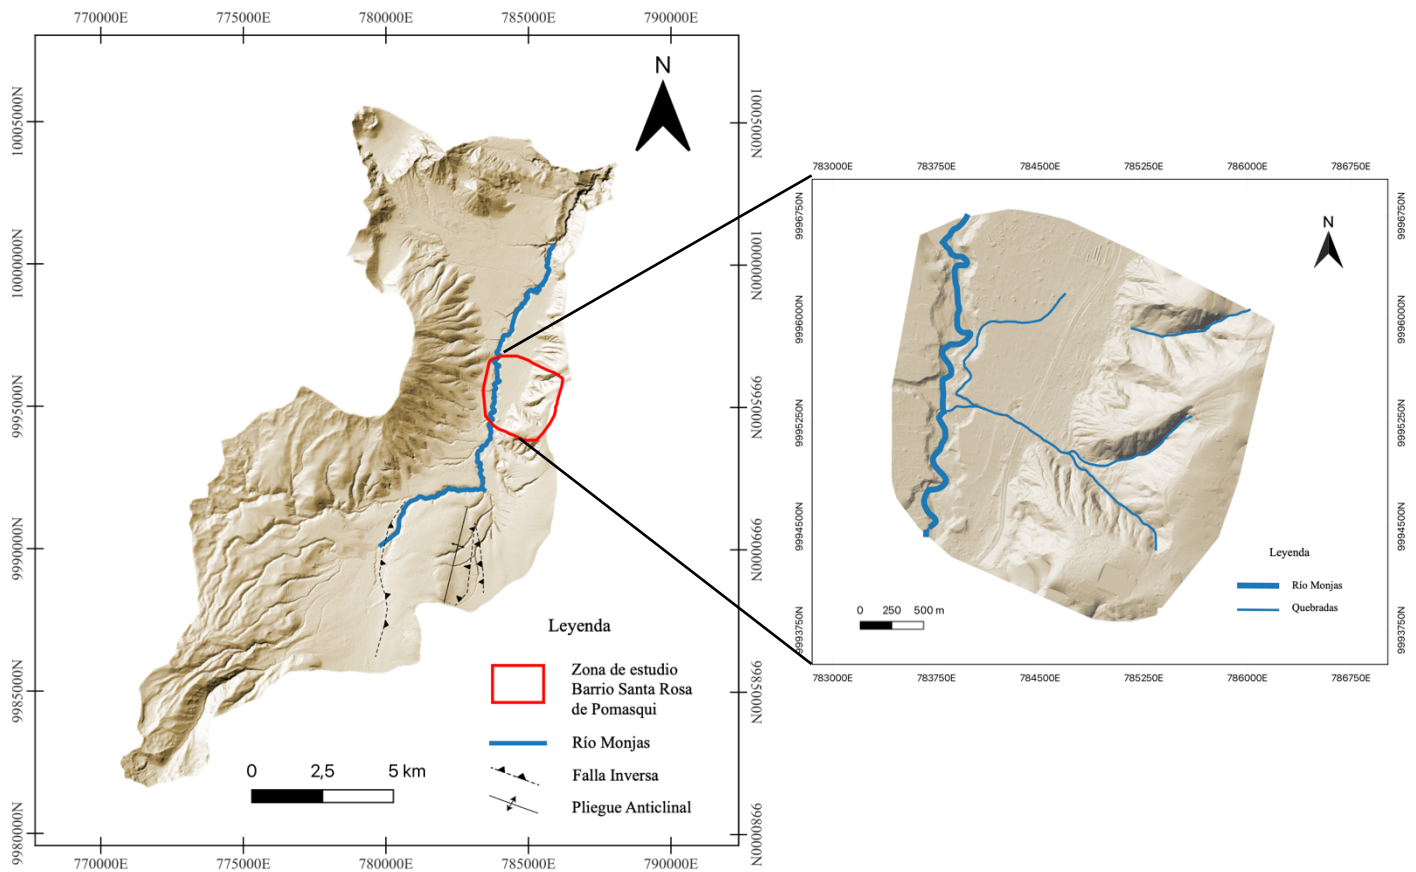 770000E 775000E 780000E 785000E 790000E
10005000N
10000000N
9995000N
9990000N
9985000N
9980000N
N
10005000N
10000000N
9995000N
9990000N
9985000N
9980000N
Leyenda
Zona de estudio
Barrio Santa Rosa
de Pomasqui
Río Monjas
Falla Inversa
Pliegue Anticlinal
0 2,5 5 km
770000E 775000E 780000E 785000E 790000E
783000E 783750E 784500E 785250E 786000E 786750E
9996750N
9996000N
9995250N
9994500N
9993750N
N
9996750N
9996000N
9995250N
9994500N
9993750N
Leyenda
Río Monjas
Quebradas
0 250 500 m
783000E 783750E 784500E 785250E 786000E 786750E